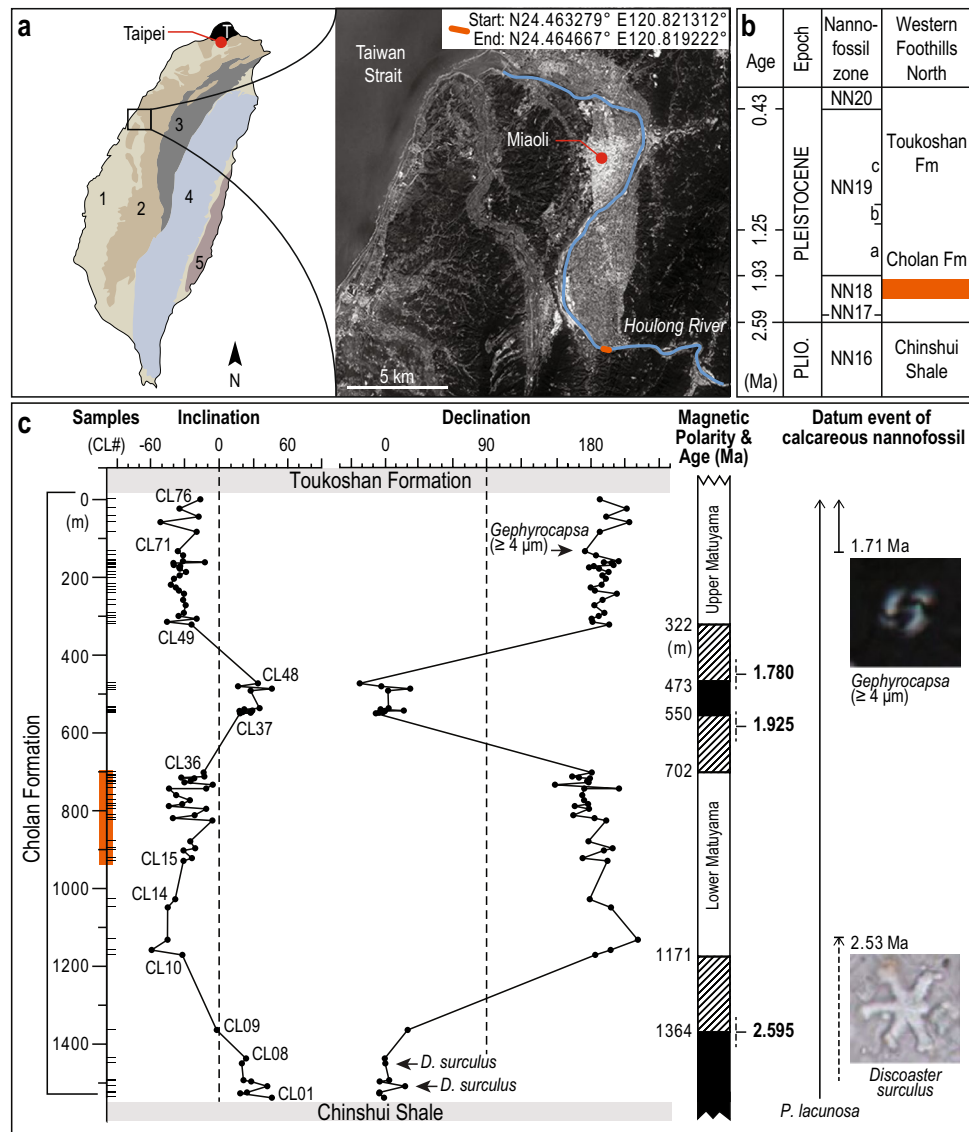 a
T
Taipei
1
2
3
4
5
N
Start: N24.463279° E120.821312°
End: N24.464667° E120.819222°
Taiwan
Strait
Miaoli
Houlong River
5 km
b
Age
Epoch
Nanno-
fossil
zone
Western
Foothills
North
0.43
1.25
1.93
2.59
(Ma)
PLEISTOCENE
PLIO.
NN20
c
NN19
b
a
NN18
NN17
NN16
Toukoshan
Fm
Cholan Fm
Chinshui
Shale
c
Samples
(CL#)
Inclination
-60 0 60
Declination
0 90 180
Magnetic
Polarity &
Age (Ma)
Datum event of
calcareous nannofossil
Toukoshan Formation
Cholan Formation
0
(m)
200
400
600
800
1000
1200
1400
CL76
CL71
CL49
CL48
CL37
CL36
CL15
CL14
CL10
CL09
CL08
CL01
Gephyrocapsa
(≥ 4 μm)
D. surculus
D. surculus
Chinshui Shale
Upper Matuyama
322
(m)
473
550
702
Lower Matuyama
1171
1364
1.780
1.925
2.595
1.71 Ma
Gephyrocapsa
(≥ 4 μm)
2.53 Ma
Discoaster
surculus
P. lacunosa